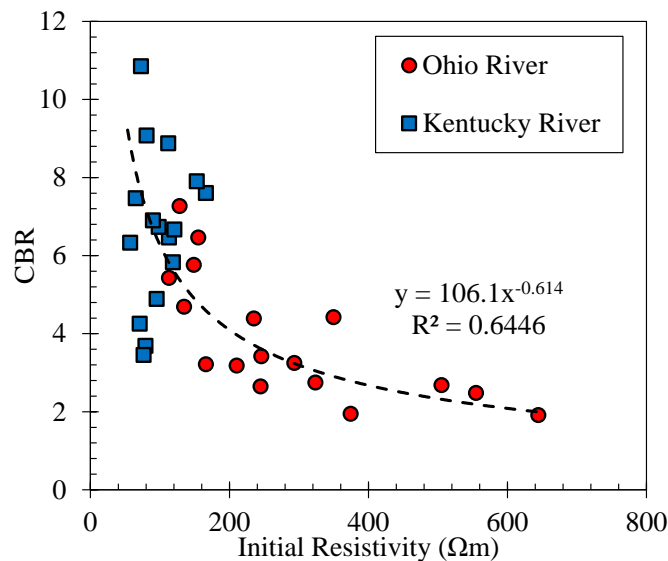 12
10
8
6
4
2
0
CBR
Ohio River
Kentucky River
y = 106.1x⁻⁰·⁶¹⁴
R² = 0.6446
0 200 400 600 800
Initial Resistivity (Ωm)